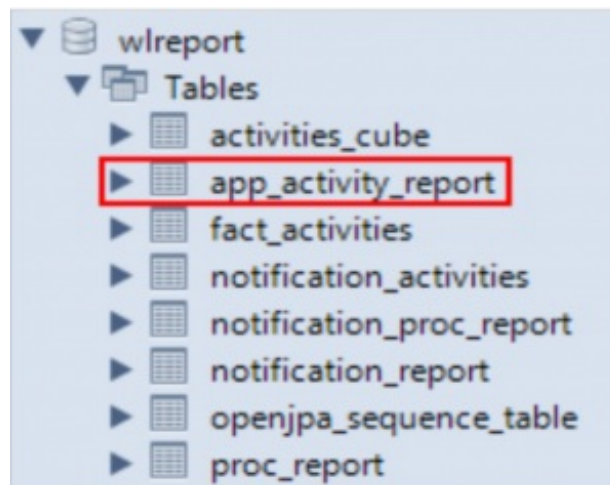 wlreport
Tables
activities_cube
app_activity_report
fact_activities
notification_activities
notification_proc_report
notification_report
openjpa_sequence_table
proc_report